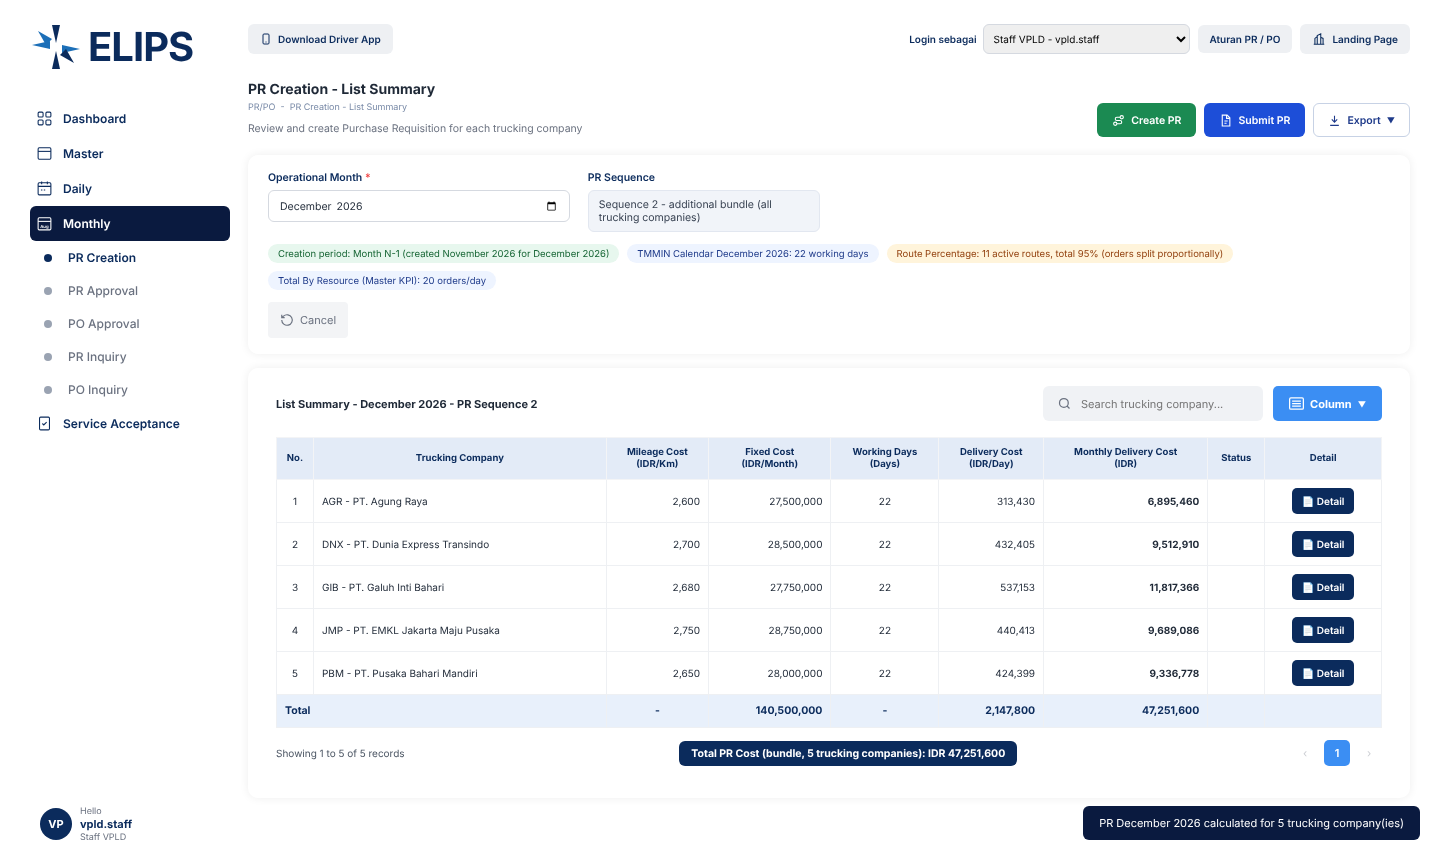 ELIPS
Download Driver App
Login sebagai
Staff VPLD - vpld.staff
Aturan PR / PO
Landing Page
Dashboard
Master
Daily
Monthly
PR Creation
PR Approval
PO Approval
PR Inquiry
PO Inquiry
Service Acceptance
PR Creation - List Summary
PR/PO - PR Creation - List Summary
Review and create Purchase Requisition for each trucking company
Create PR
Submit PR
Export
Operational Month *
December 2026
PR Sequence
Sequence 2 - additional bundle (all
trucking companies)
Creation period: Month N-1 (created November 2026 for December 2026)
TMMIN Calendar December 2026: 22 working days
Route Percentage: 11 active routes, total 95% (orders split proportionally)
Total By Resource (Master KPI): 20 orders/day
Cancel
List Summary - December 2026 - PR Sequence 2
Search trucking company...
Column
No. Trucking Company Mileage Cost (IDR/Km) Fixed Cost (IDR/Month) Working Days (Days) Delivery Cost (IDR/Day) Monthly Delivery Cost (IDR) Status Detail
1 AGR - PT. Agung Raya 2,600 27,500,000 22 313,430 6,895,460 Detail
2 DNX - PT. Dunia Express Transindo 2,700 28,500,000 22 432,405 9,512,910 Detail
3 GIB - PT. Galuh Inti Bahari 2,680 27,750,000 22 537,153 11,817,366 Detail
4 JMP - PT. EMKL Jakarta Maju Pusaka 2,750 28,750,000 22 440,413 9,689,086 Detail
5 PBM - PT. Pusaka Bahari Mandiri 2,650 28,000,000 22 424,399 9,336,778 Detail
Total - 140,500,000 - 2,147,800 47,251,600
Showing 1 to 5 of 5 records
Total PR Cost (bundle, 5 trucking companies): IDR 47,251,600
‹ 1 ›
VP
Hello
vpld.staff
Staff VPLD
PR December 2026 calculated for 5 trucking company(ies)